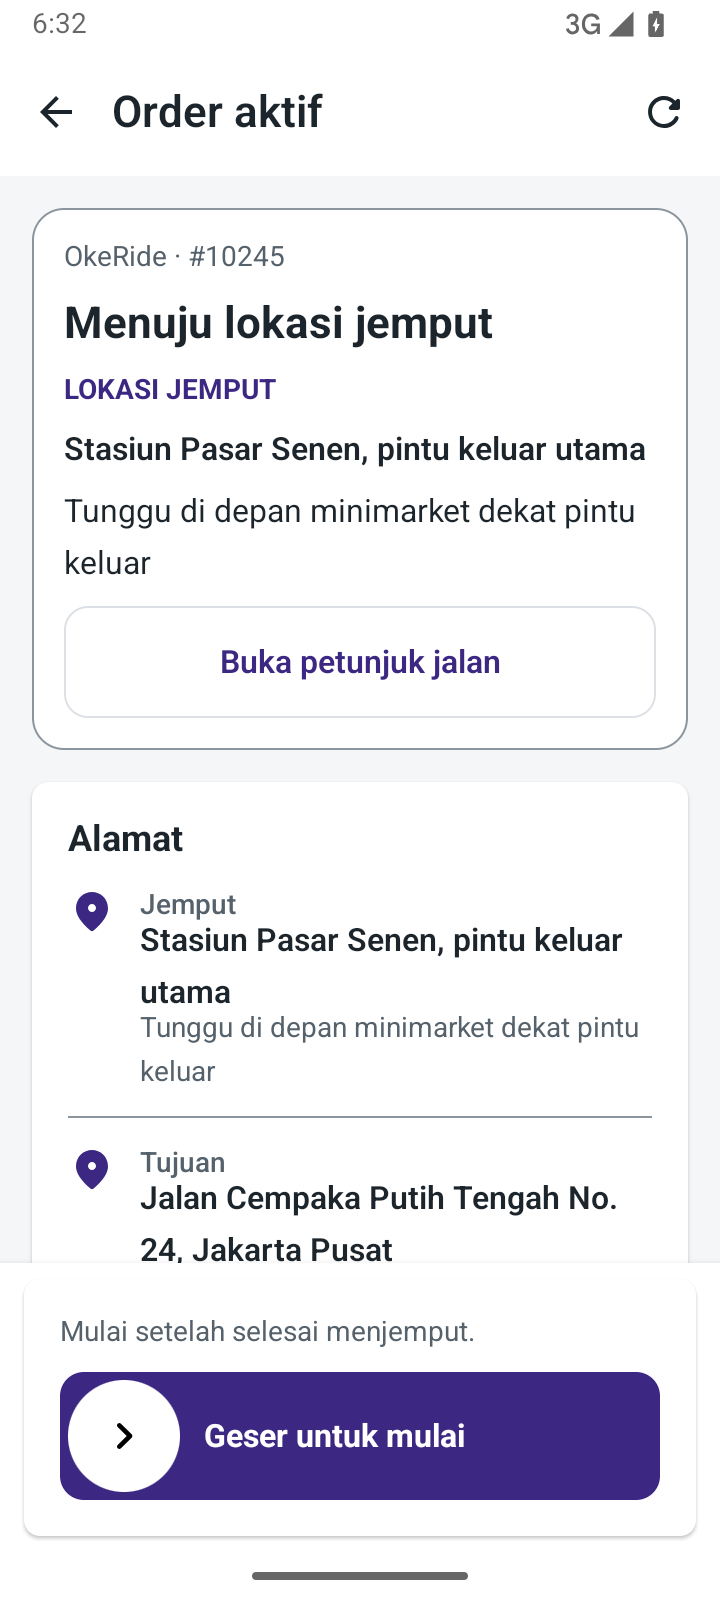 6:32
3G
Order aktif
OkeRide · #10245
Menuju lokasi jemput
LOKASI JEMPUT
Stasiun Pasar Senen, pintu keluar utama
Tunggu di depan minimarket dekat pintu
keluar
Buka petunjuk jalan
Alamat
Jemput
Stasiun Pasar Senen, pintu keluar
utama
Tunggu di depan minimarket dekat pintu
keluar
Tujuan
Jalan Cempaka Putih Tengah No.
24, Jakarta Pusat
Mulai setelah selesai menjemput.
Geser untuk mulai